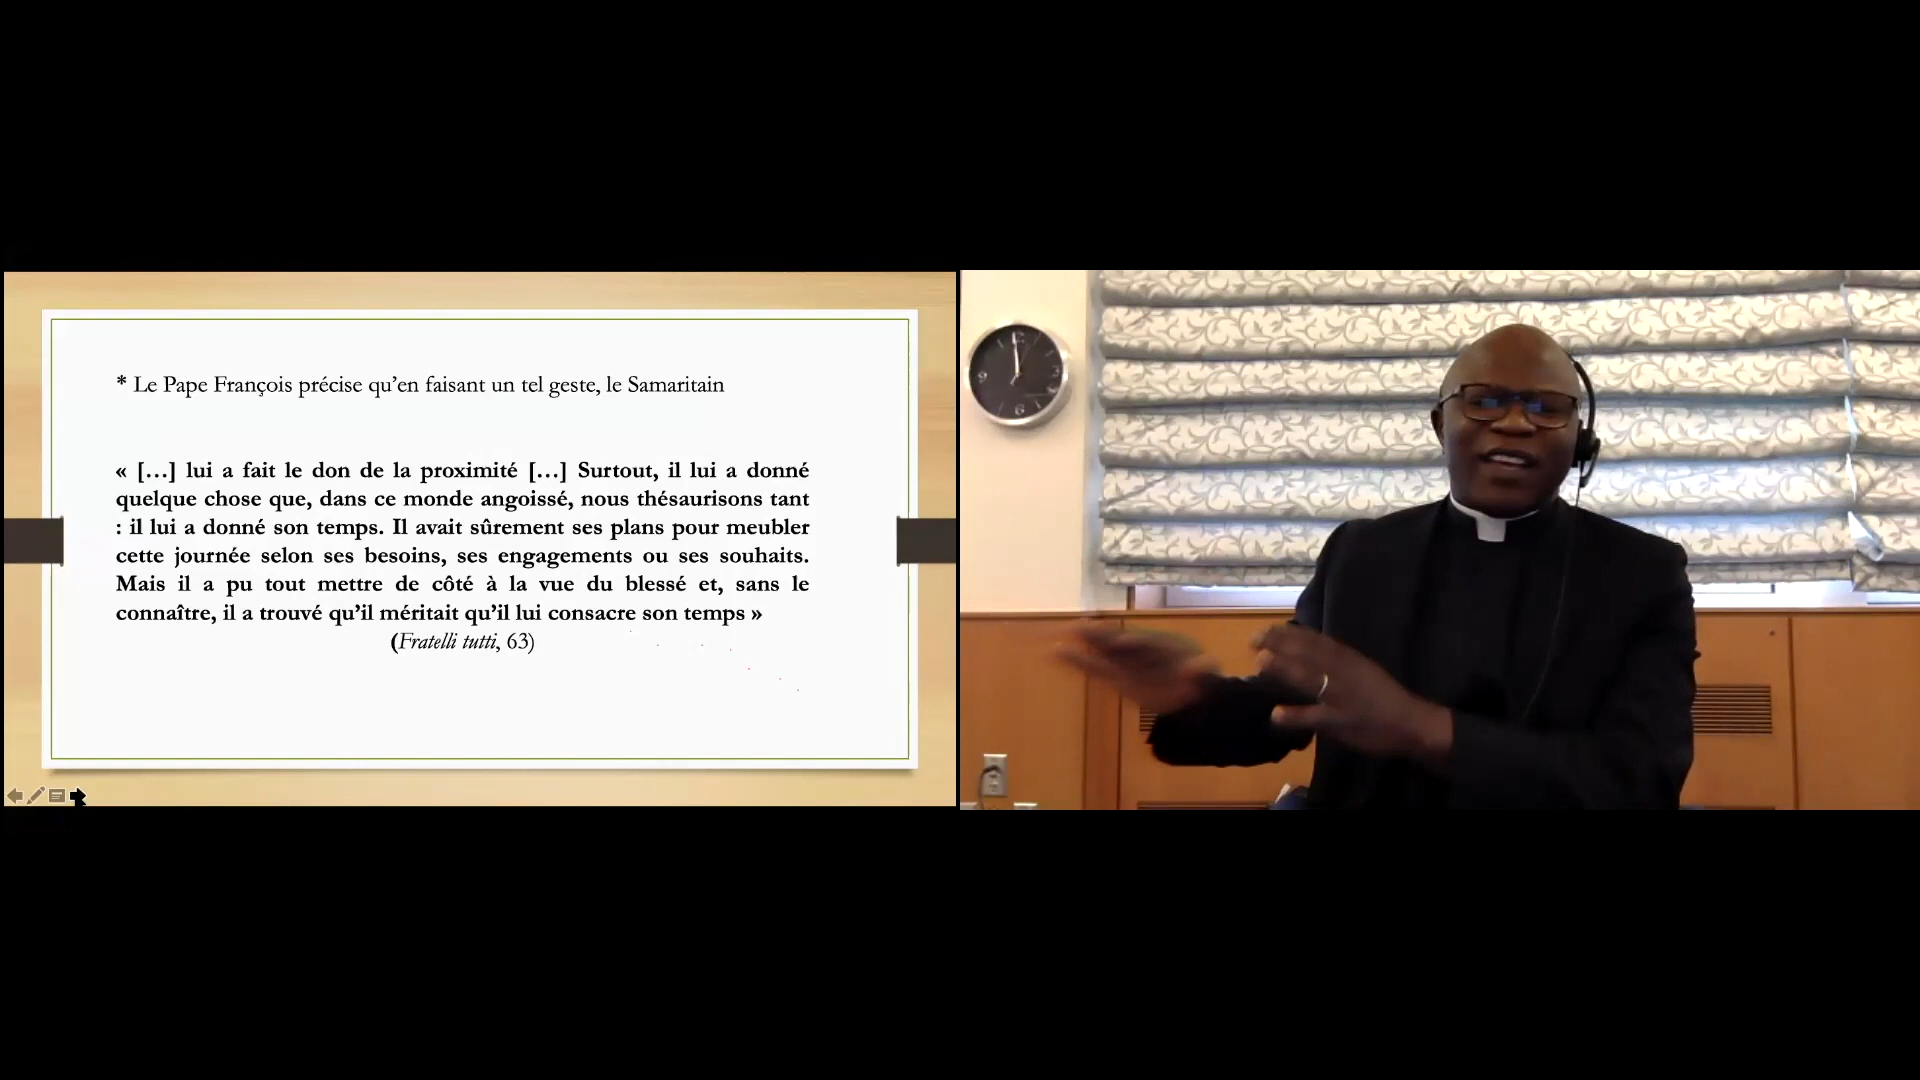 * Le Pape François précise qu’en faisant un tel geste, le Samaritain
« […] lui a fait le don de la proximité […] Surtout, il lui a donné
quelque chose que, dans ce monde angoissé, nous thésaurisons tant
: il lui a donné son temps. Il avait sûrement ses plans pour meubler
cette journée selon ses besoins, ses engagements ou ses souhaits.
Mais il a pu tout mettre de côté à la vue du blessé et, sans le
connaître, il a trouvé qu’il méritait qu’il lui consacre son temps »
(Fratelli tutti, 63)
9
3
6